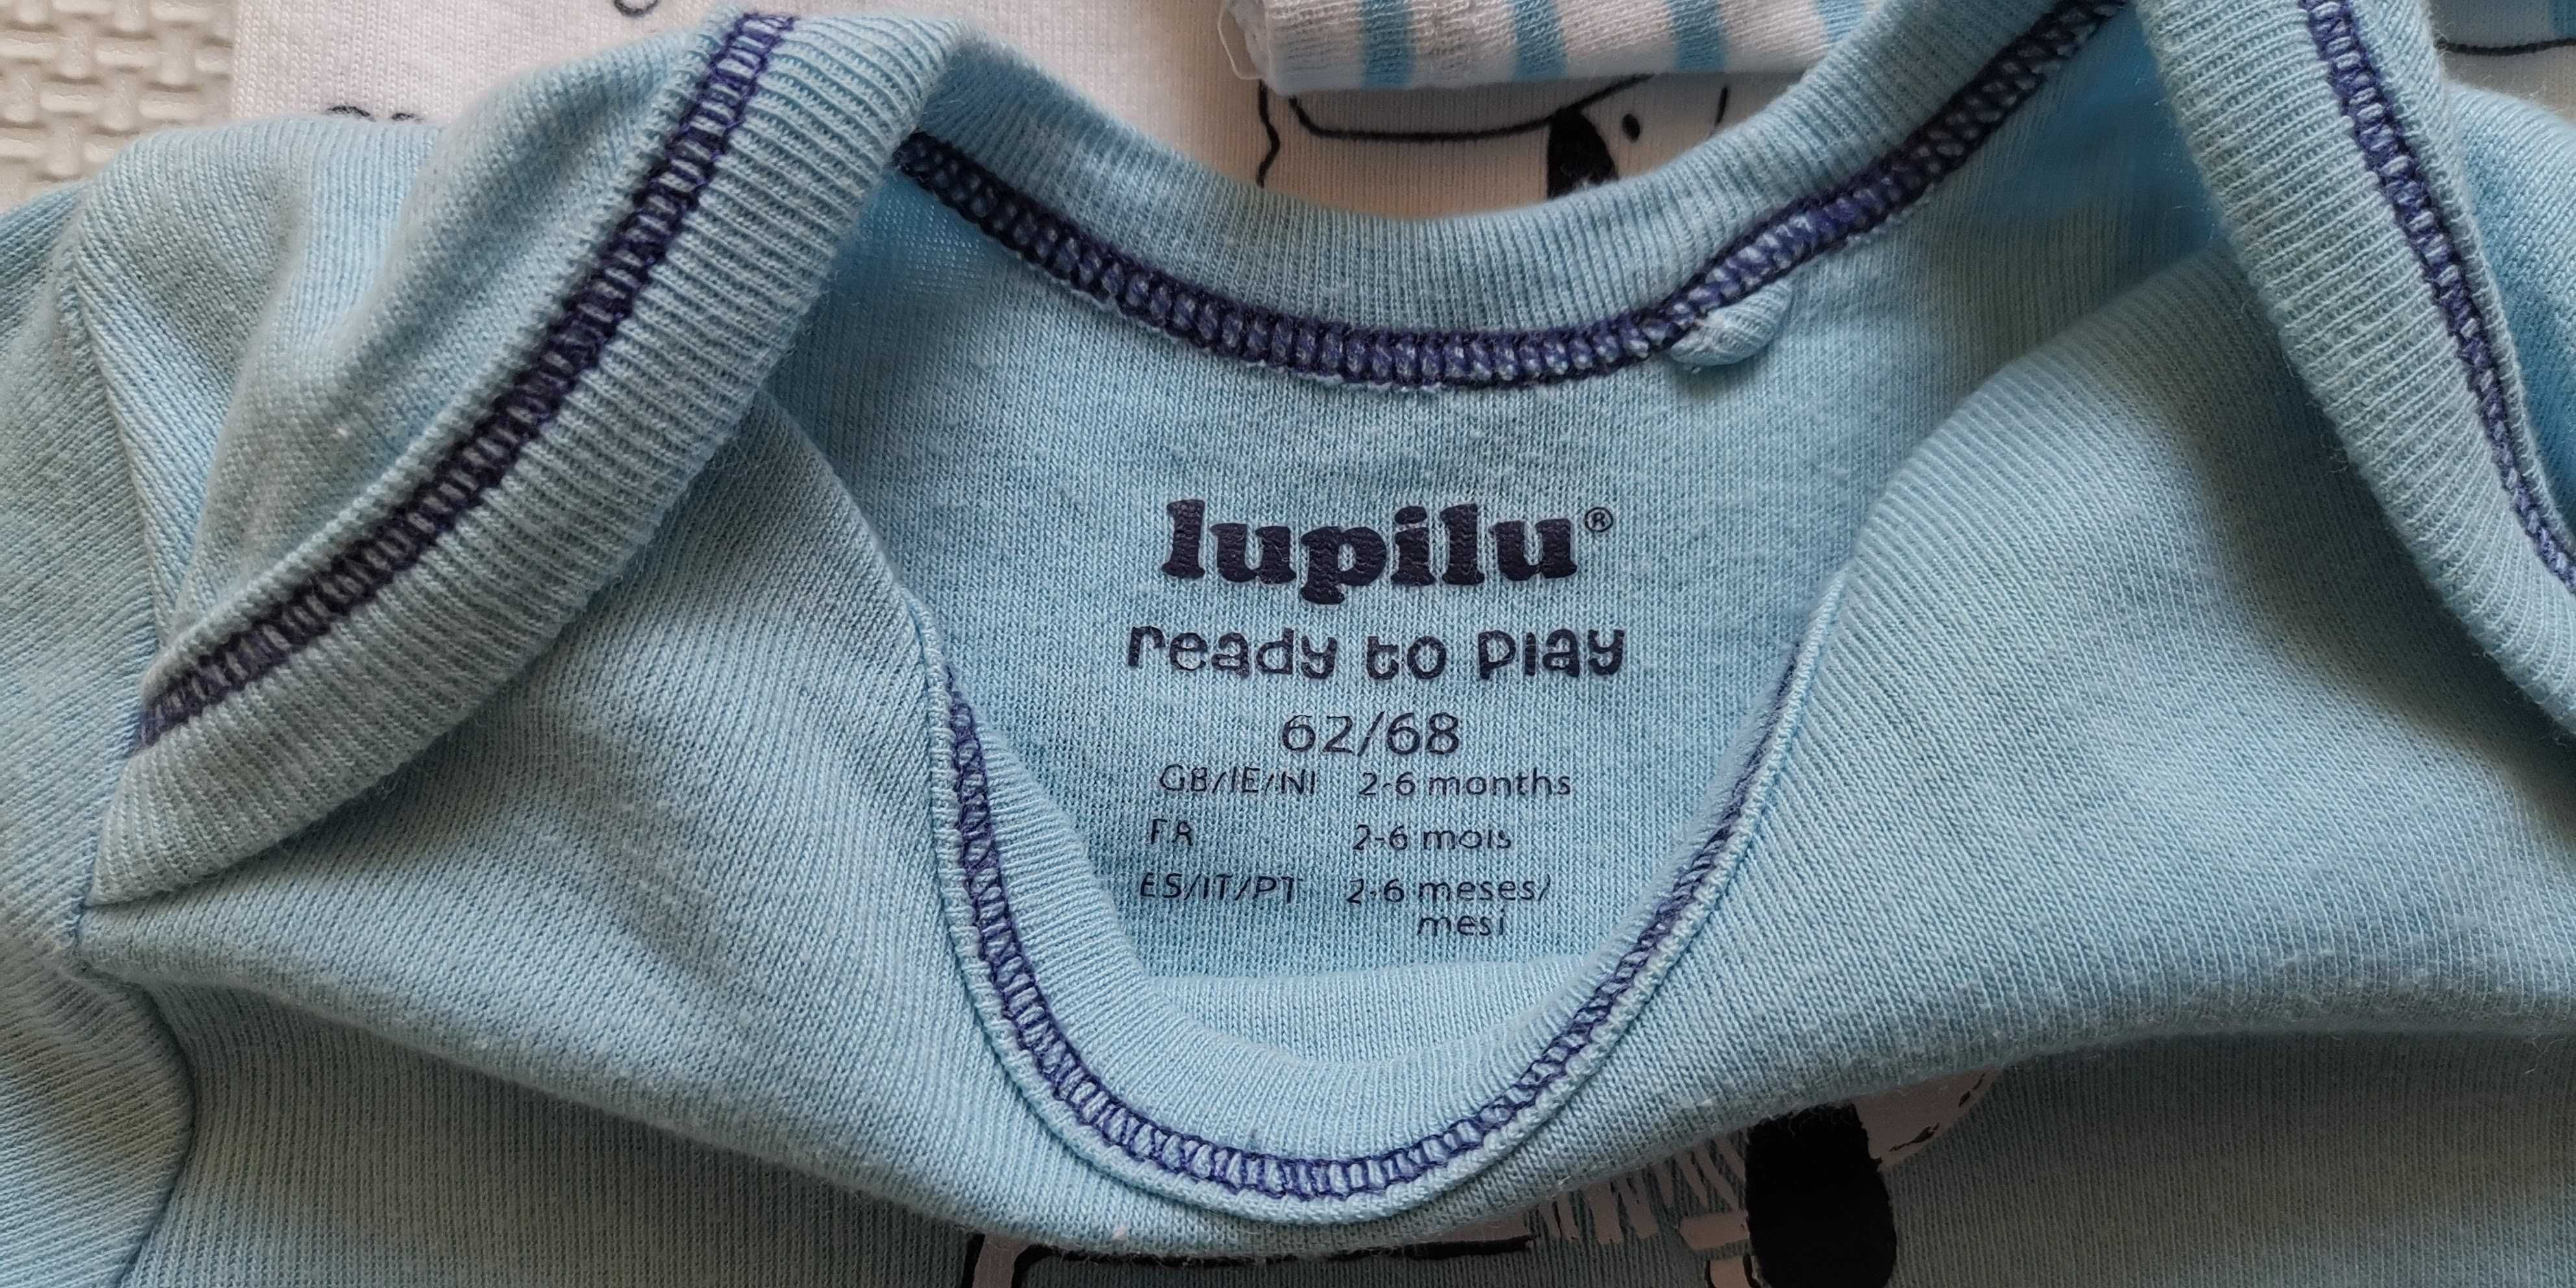 lupilu®
ready to play
62/68
GB/IE/NI 2-6 months
FR 2-6 mois
ES/IT/PT 2-6 meses/
mesi